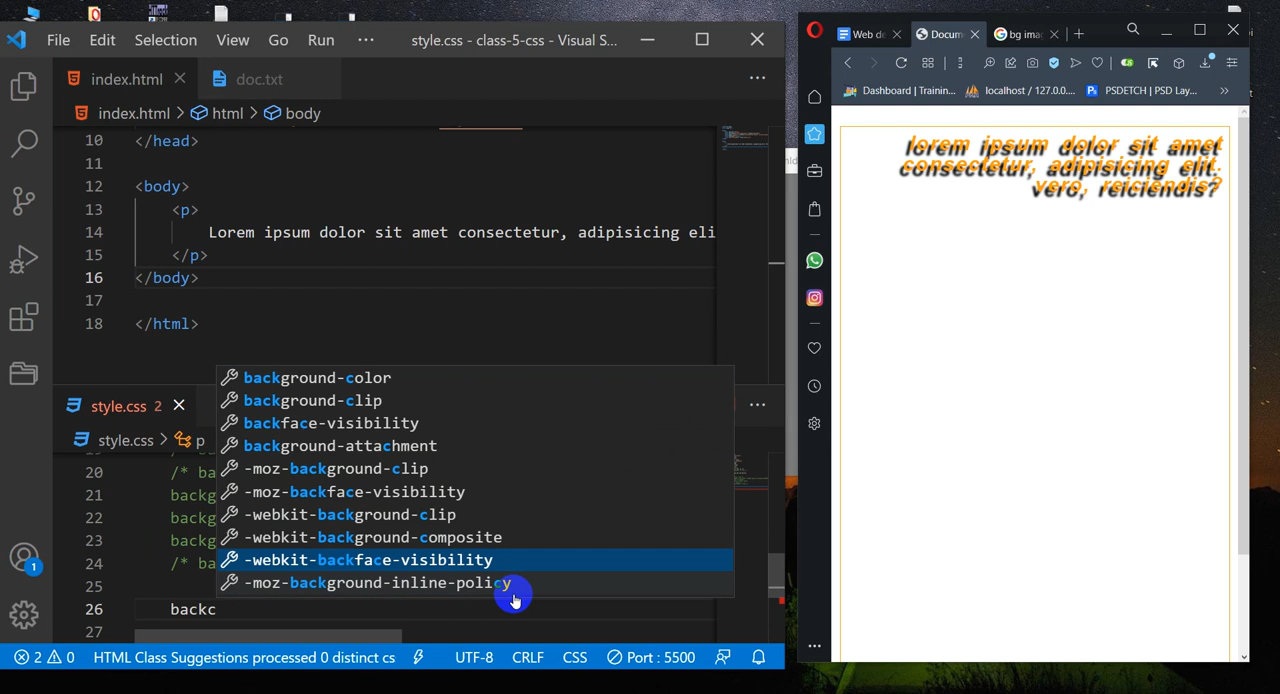 File Edit Selection View Go Run ··· style.css - class-5-css - Visual S...
index.html
doc.txt
index.html > html > body
10 </head>
11
12 <body>
13 <p>
14 Lorem ipsum dolor sit amet consectetur, adipisicing eli
15 </p>
16 </body>
17
18 </html>
style.css 2
style.css > p
20 /* ba
21 backg
22 backg
23 backg
24 /* ba
25
26 backc
27
background-color
background-clip
backface-visibility
background-attachment
-moz-background-clip
-moz-backface-visibility
-webkit-background-clip
-webkit-background-composite
-webkit-backface-visibility
-moz-background-inline-policy
1
2 0 HTML Class Suggestions processed 0 distinct cs UTF-8 CRLF CSS Port : 5500
Web de
Docum
bg ima
Dashboard | Trainin...
localhost / 127.0.0....
PSDETCH | PSD Lay...
lorem ipsum dolor sit amet
consectetur, adipisicing elit.
vero, reiciendis?